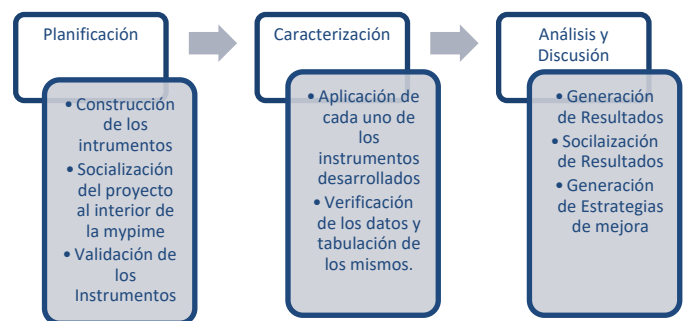 Planificación
• Construcción
de los
intrumentos
• Socialización
del proyecto
al interior de
la mypime
• Validación de
los
Instrumentos
Caracterización
• Aplicación de
cada uno de
los
instrumentos
desarrollados
• Verificación
de los datos y
tabulación de
los mismos.
Análisis y
Discusión
• Generación
de Resultados
• Socilaización
de Resultados
• Generación
de Estrategias
de mejora